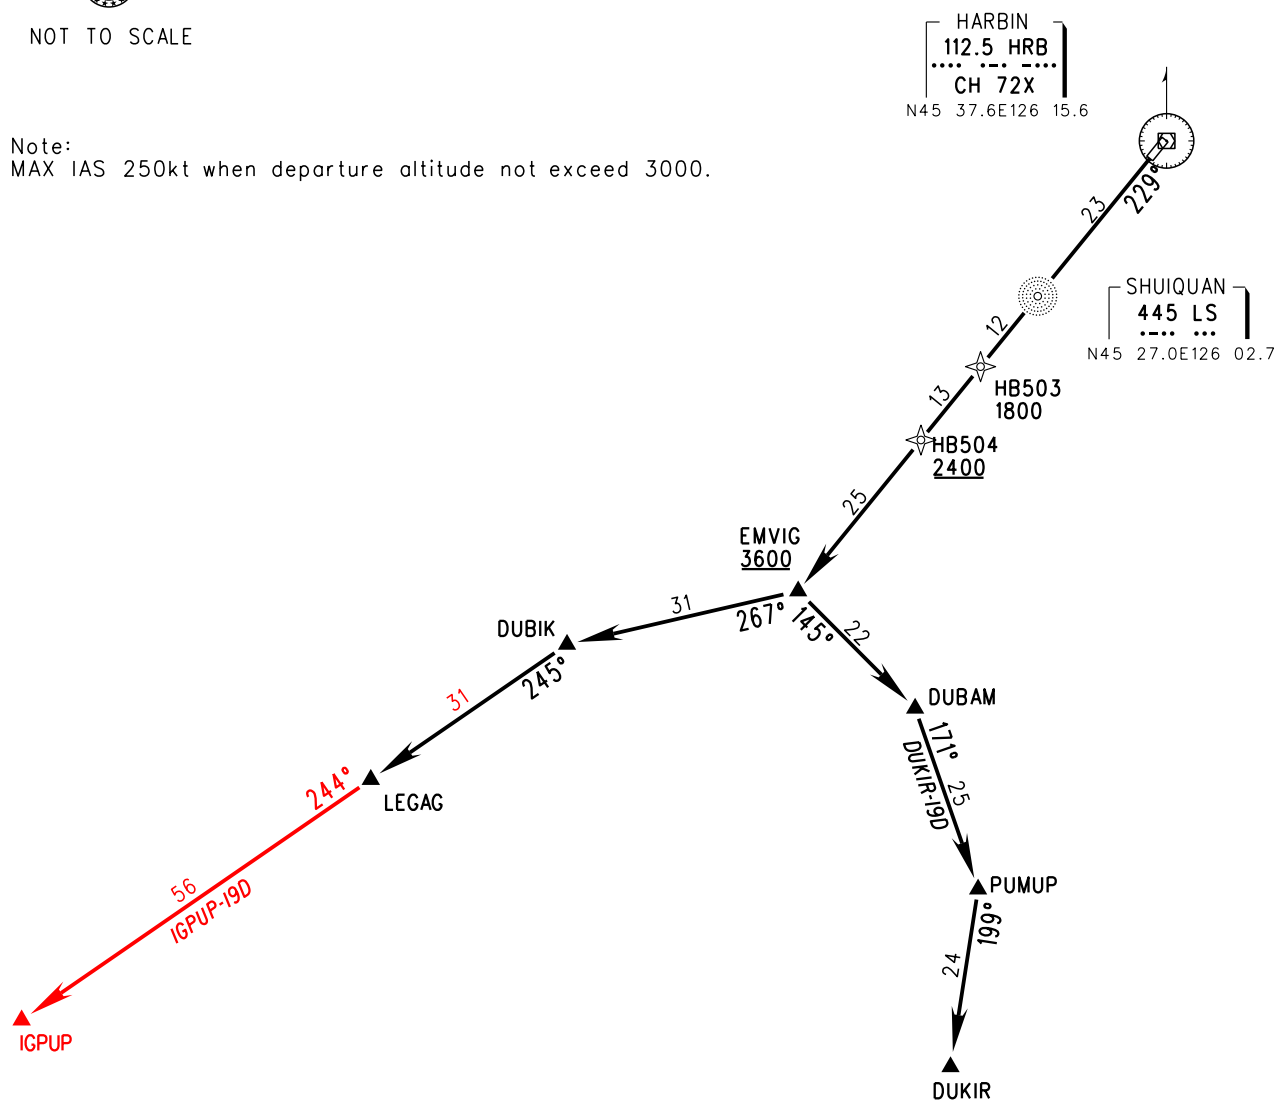 NOT TO SCALE
Note:
MAX IAS 250kt when departure altitude not exceed 3000.
HARBIN
112.5 HRB
CH 72X
N45 37.6E126 15.6
229°
23
SHUIQUAN
445 LS
N45 27.0E126 02.7
12
HB503
1800
13
HB504
2400
25
EMVIG
3600
31
267°
145°
22
DUBIK
245°
31
DUBAM
171°
DUKIR-19D
25
244°
LEGAG
56
IGPUP-19D
PUMUP
199°
24
IGPUP
DUKIR